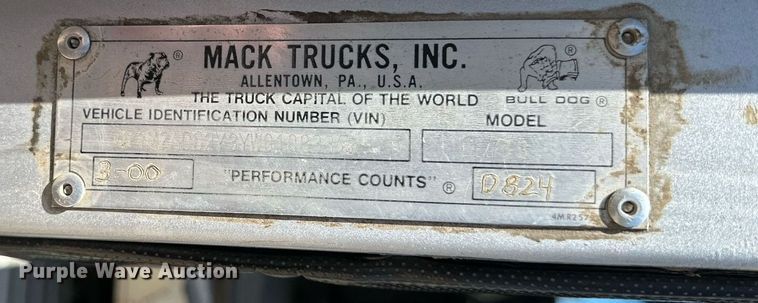 MACK TRUCKS, INC.
ALLENTOWN, PA., U.S.A.
THE TRUCK CAPITAL OF THE WORLD
BULL DOG ®
VEHICLE IDENTIFICATION NUMBER (VIN) MODEL
3-00 "PERFORMANCE COUNTS" ® D824
Purple Wave Auction